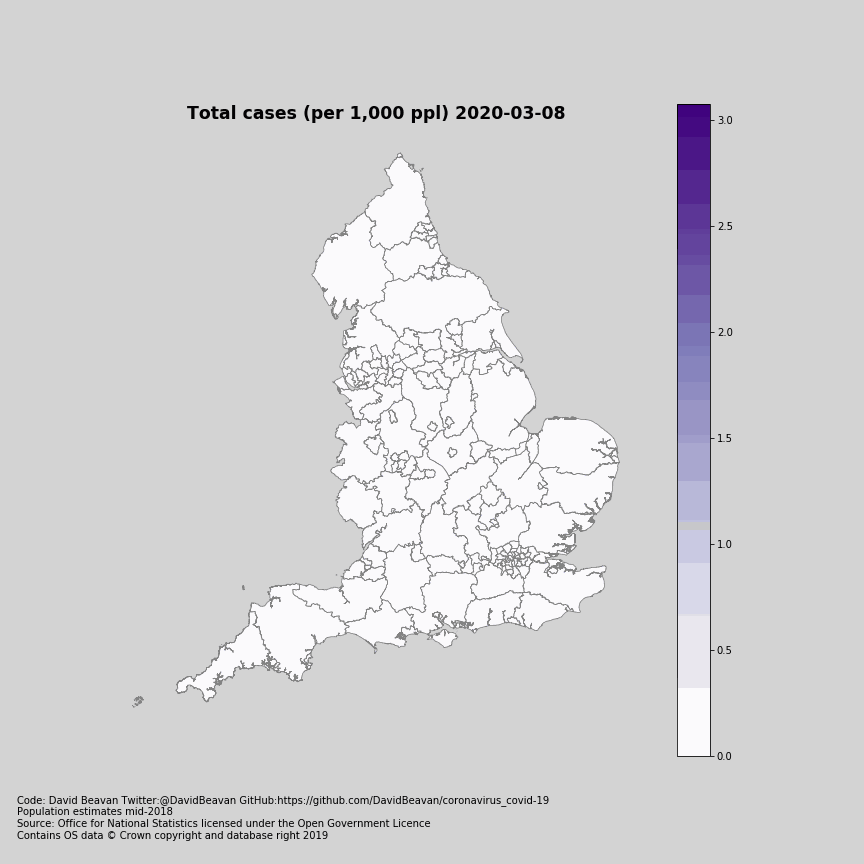 Total cases (per 1,000 ppl) 2020-03-08
3.0
2.5
2.0
1.5
1.0
0.5
0.0
Code: David Beavan Twitter:@DavidBeavan GitHub:https://github.com/DavidBeavan/coronavirus_covid-19
Population estimates mid-2018
Source: Office for National Statistics licensed under the Open Government Licence
Contains OS data © Crown copyright and database right 2019